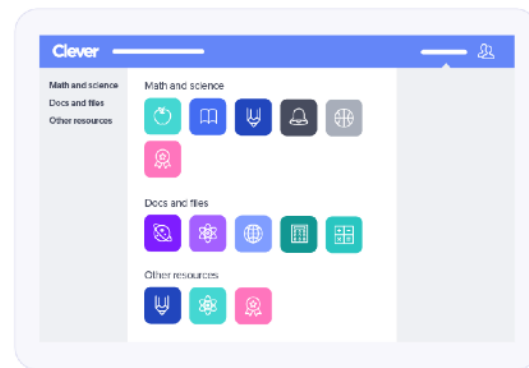 Clever
Math and science
Docs and files
Other resources
Math and science
Docs and files
Other resources